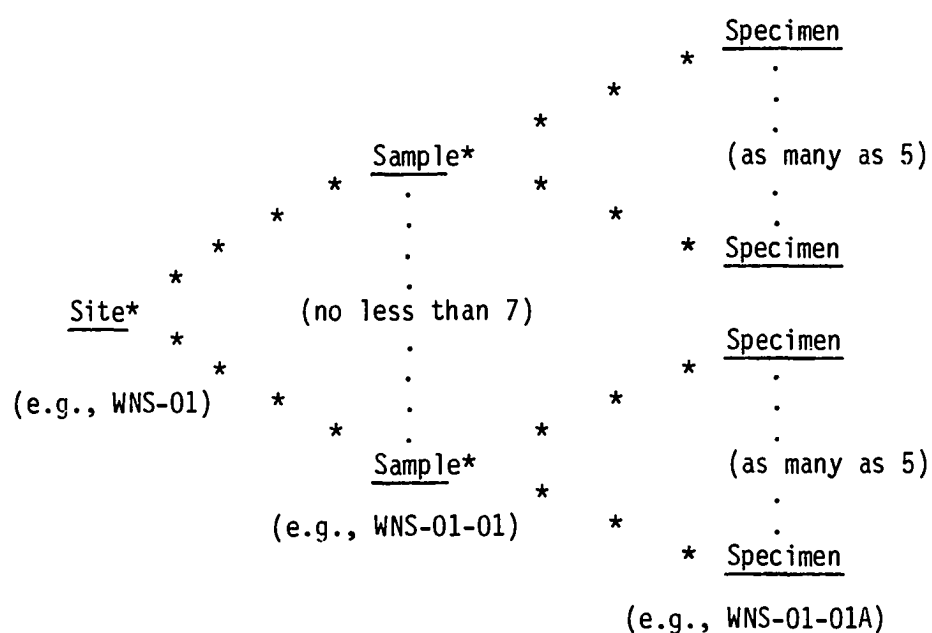 Specimen
Sample*
(as many as 5)
Specimen
Site*
(no less than 7)
Specimen
(e.g., WNS-01)
Sample*
(as many as 5)
(e.g., WNS-01-01)
Specimen
(e.g., WNS-01-01A)